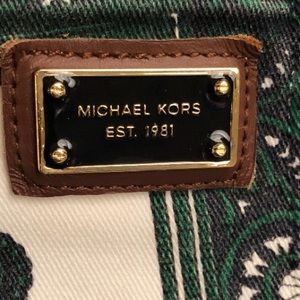 MICHAEL KORS
EST. 1981